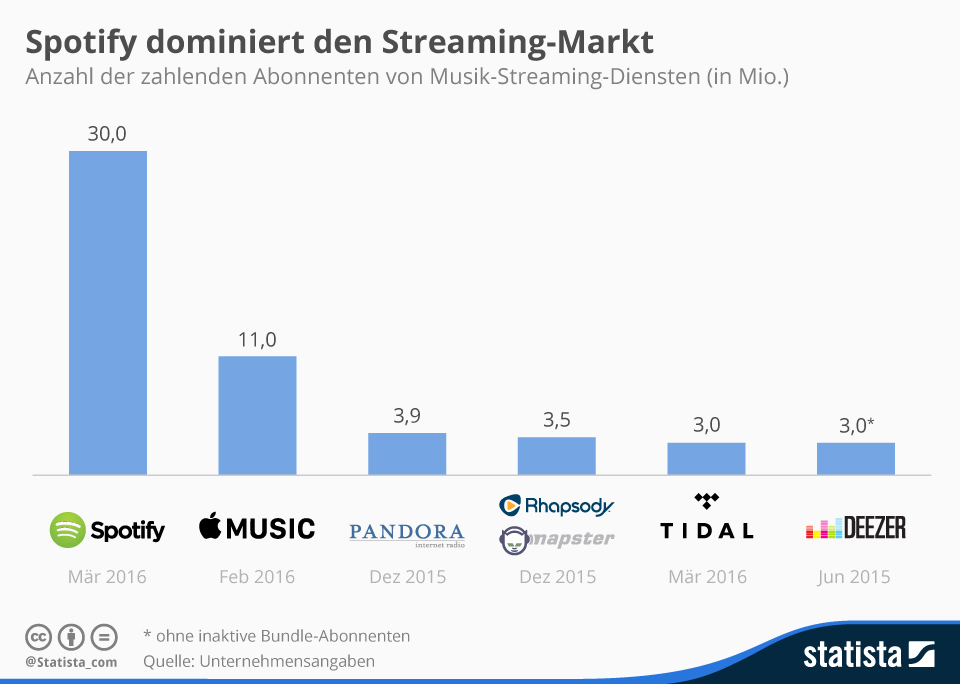 Spotify dominiert den Streaming-Markt
Anzahl der zahlenden Abonnenten von Musik-Streaming-Diensten (in Mio.)
30,0
11,0
3,9
3,5
3,0
3,0*
Spotify
MUSIC
PANDORA
internet radio
Rhapsody
napster
TIDAL
DEEZER
Mär 2016
Feb 2016
Dez 2015
Dez 2015
Mär 2016
Jun 2015
cc
@Statista_com
* ohne inaktive Bundle-Abonnenten
Quelle: Unternehmensangaben
statista